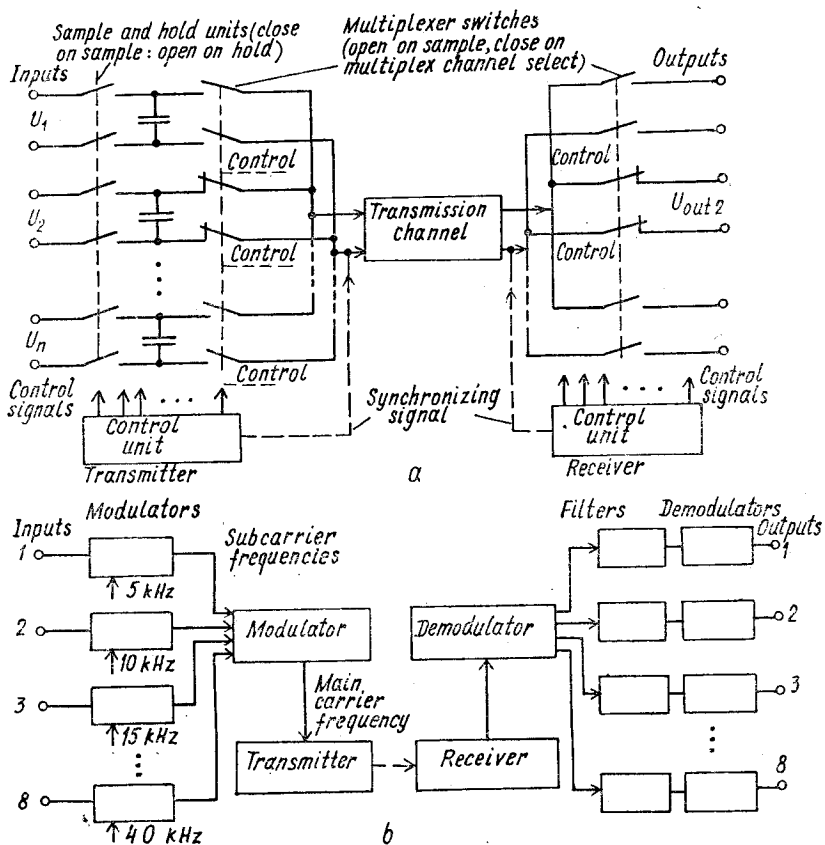 Sample and hold units (close
on sample: open on hold)
Multiplexer switches
(open on sample, close on
multiplex channel select)
Inputs
Outputs
U1
Control
Control
U2
Control
Transmission
channel
Uout 2
Control
Control
Un
Control
Control
signals
Synchronizing
signal
Control
signals
Control
unit
Control
unit
Transmitter
a
Receiver
Inputs
Modulators
Subcarrier
frequencies
Filters
Demodulators
Outputs
1
5 kHz
1
2
10 kHz
Modulator
Demodulator
2
3
15 kHz
Main
carrier
frequency
3
Transmitter
Receiver
8
40 kHz
8
b